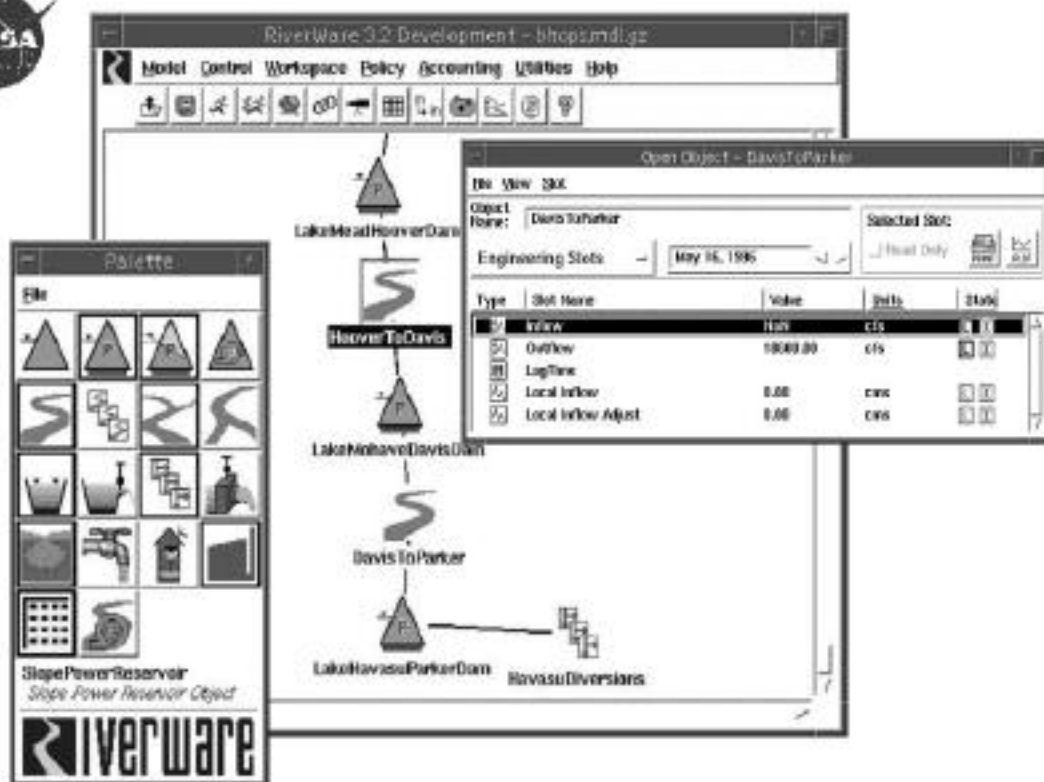 RiverWare 3.2 Development - bhops.mdl.gz
Model Control Workspace Policy Accounting Utilities Help
LakeMeadHooverDam
HooverToDavis
LakeMohaveDavisDam
DavisToParker
LakeHavasuParkerDam
HavasuDiversions
Open Object - DavisToParker
File View Slot
Object Name: DavisToParker
Selected Slot:
Engineering Slots
May 16, 1996
Read Only
Type Slot Name Value Units State
Inflow NaN cfs
Outflow cfs
LagTime
Local Inflow 0.00 cms
Local Inflow Adjust 0.00 cms
Palette
File
SlopePowerReservoir
Slope Power Reservoir Object
Riverware